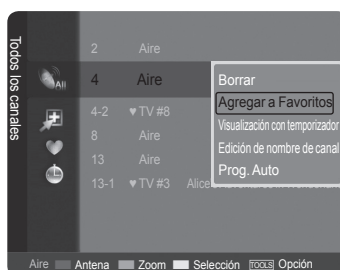 Todos los canales
All
2 Aire
4 Aire
4-2 ♥ TV #8
8 Aire
13 Aire
13-1 ♥ TV #3 Alice
Borrar
Agregar a Favoritos
Visualización con temporizador
Edición de nombre de canal
Prog. Auto
Aire Antena Zoom Selección TOOLS Opción